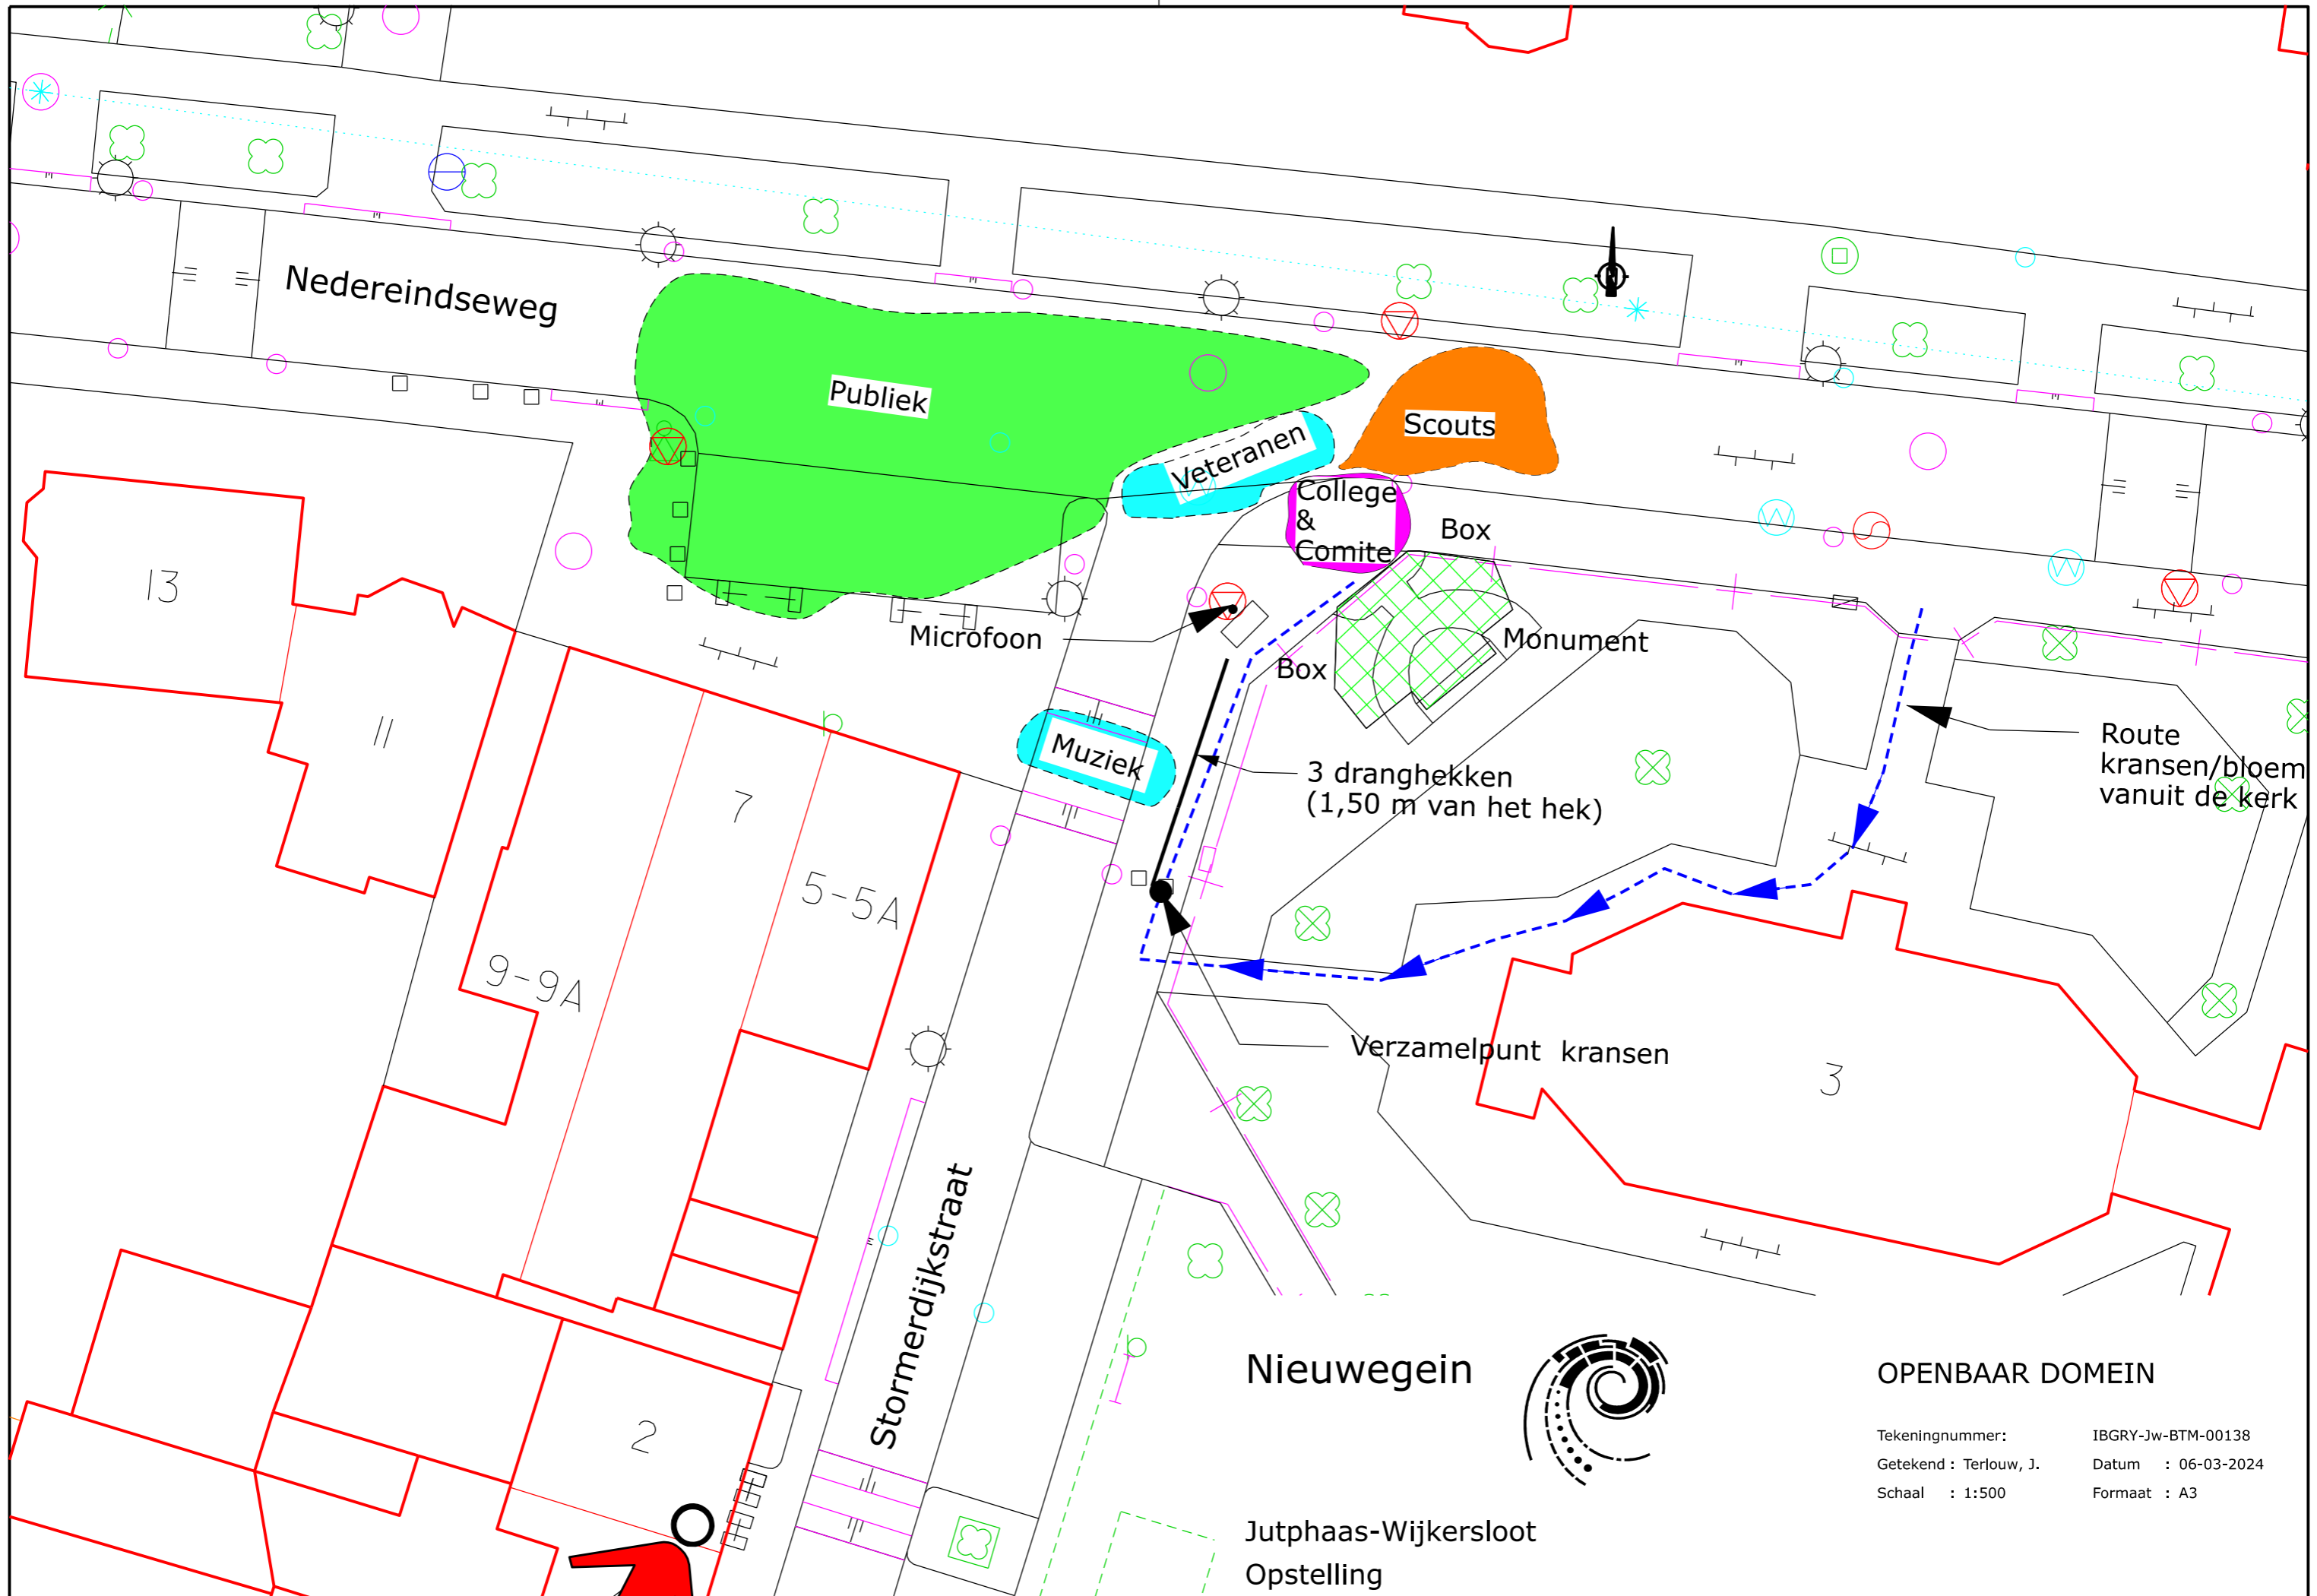 Nedereindseweg
Publiek
Veteranen
Scouts
College
&
Comite
Box
Monument
Box
Microfoon
Muziek
3 dranghekken
(1,50 m van het hek)
Route
kransen/bloem
vanuit de kerk
Verzamelpunt kransen
13
11
7
5-5A
9-9A
3
2
Stormerdijkstraat
Nieuwegein
OPENBAAR DOMEIN
Tekeningnummer: IBGRY-Jw-BTM-00138
Getekend : Terlouw, J. Datum : 06-03-2024
Schaal : 1:500 Formaat : A3
Jutphaas-Wijkersloot
Opstelling